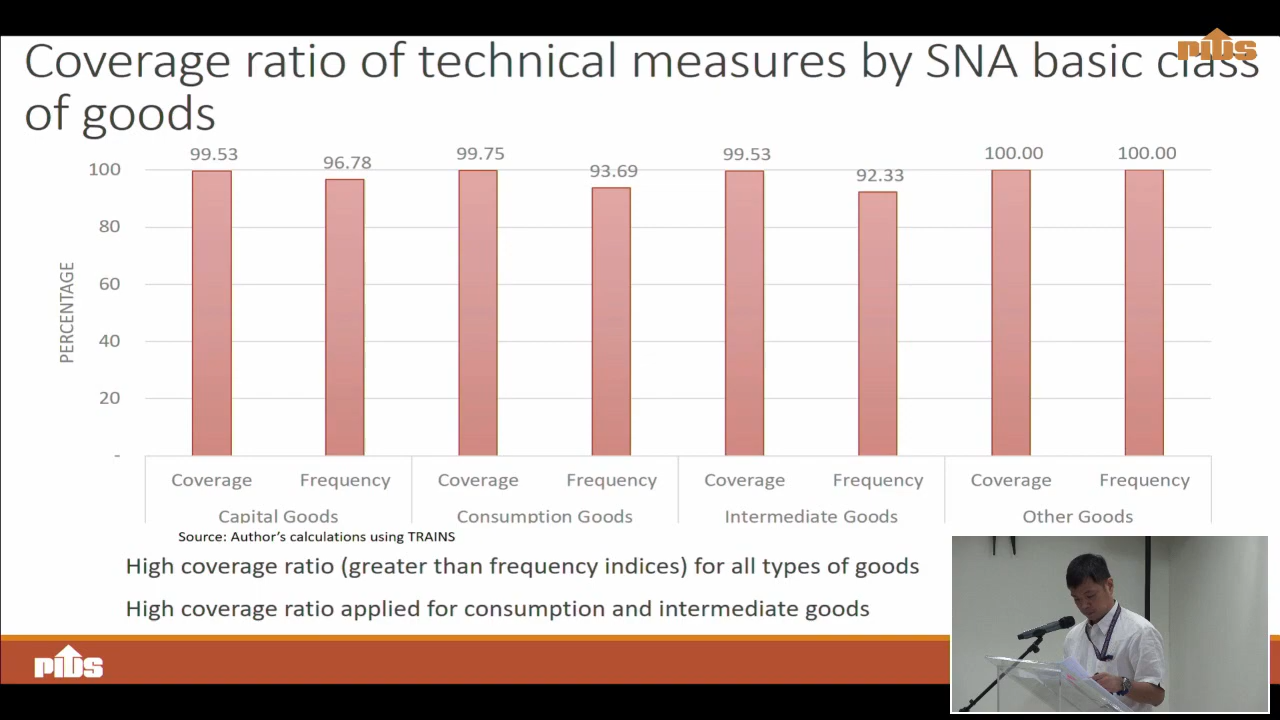 Coverage ratio of technical measures by SNA basic class
of goods
PIDS
99.53 96.78 99.75 93.69 99.53 92.33 100.00 100.00
100
80
60
40
20
-
PERCENTAGE
Coverage Frequency Coverage Frequency Coverage Frequency Coverage Frequency
Capital Goods Consumption Goods Intermediate Goods Other Goods
Source: Author's calculations using TRAINS
High coverage ratio (greater than frequency indices) for all types of goods
High coverage ratio applied for consumption and intermediate goods
PIDS